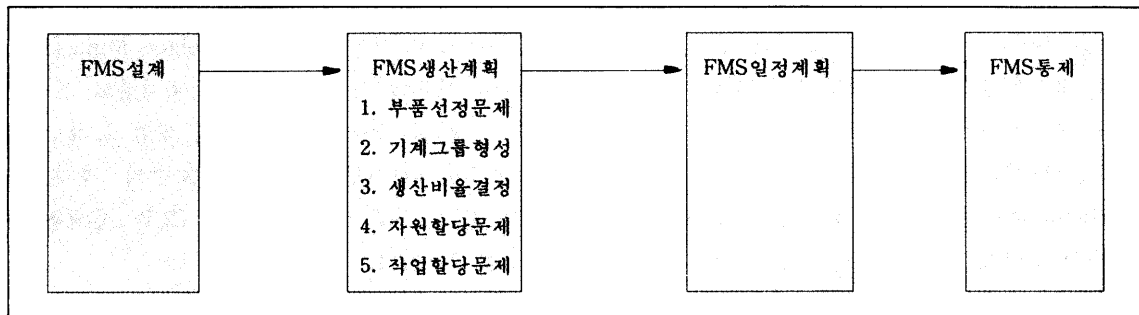 FMS설계
FMS생산계획
1. 부품선정문제
2. 기계그룹형성
3. 생산비율결정
4. 자원할당문제
5. 작업할당문제
FMS일정계획
FMS통제